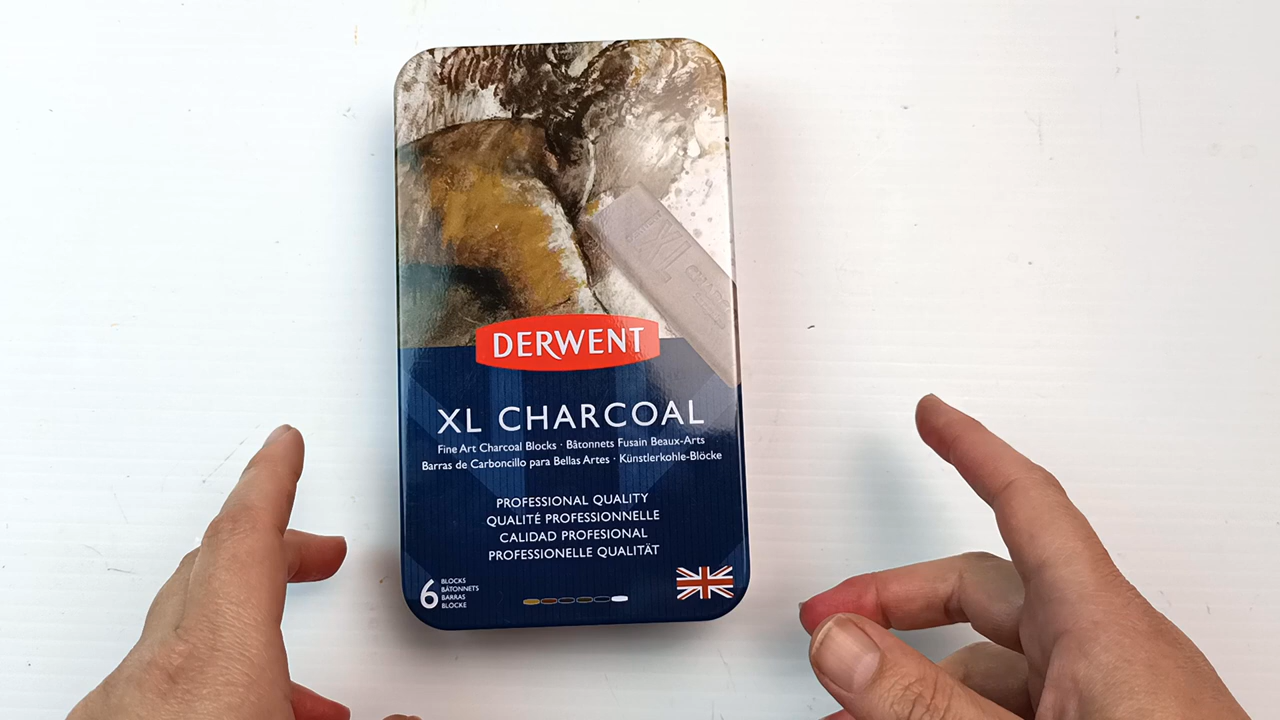 XL
DERWENT
XL CHARCOAL
Fine Art Charcoal Blocks · Bâtonnets Fusain Beaux-Arts
Barras de Carboncillo para Bellas Artes · Künstlerkohle-Blöcke
PROFESSIONAL QUALITY
QUALITÉ PROFESSIONNELLE
CALIDAD PROFESIONAL
PROFESSIONELLE QUALITÄT
6 BLOCKS
BÂTONNETS
BARRAS
BLÖCKE